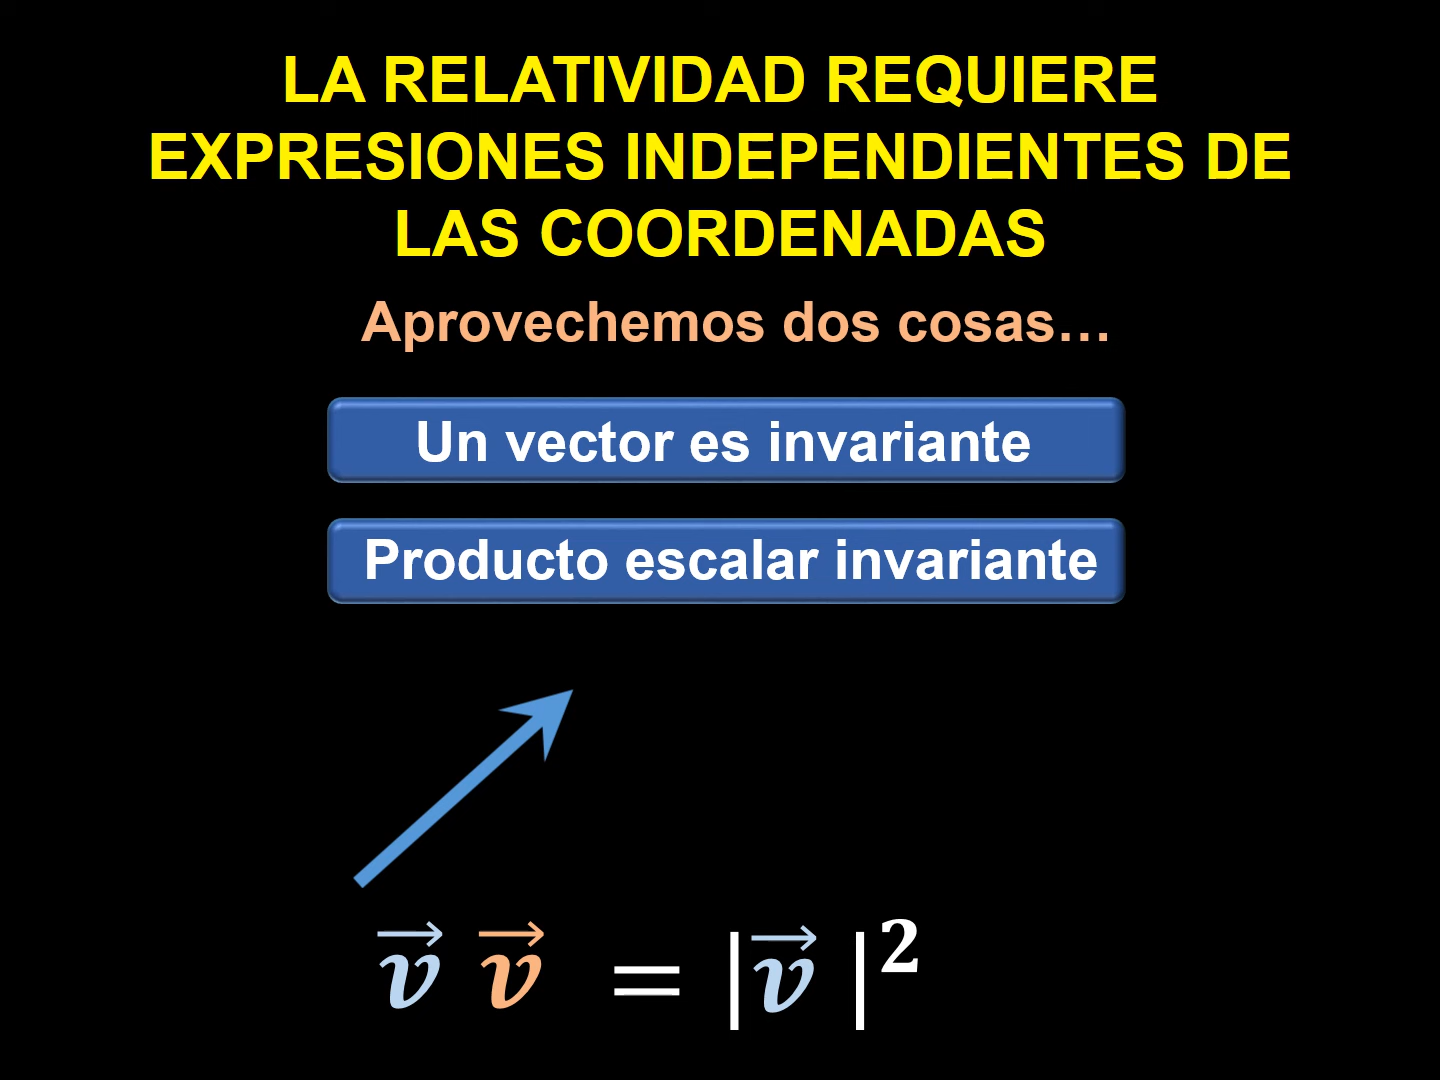 LA RELATIVIDAD REQUIERE
EXPRESIONES INDEPENDIENTES DE
LAS COORDENADAS
Aprovechemos dos cosas…
Un vector es invariante
Producto escalar invariante
v⃗ v⃗ = |v⃗ |²